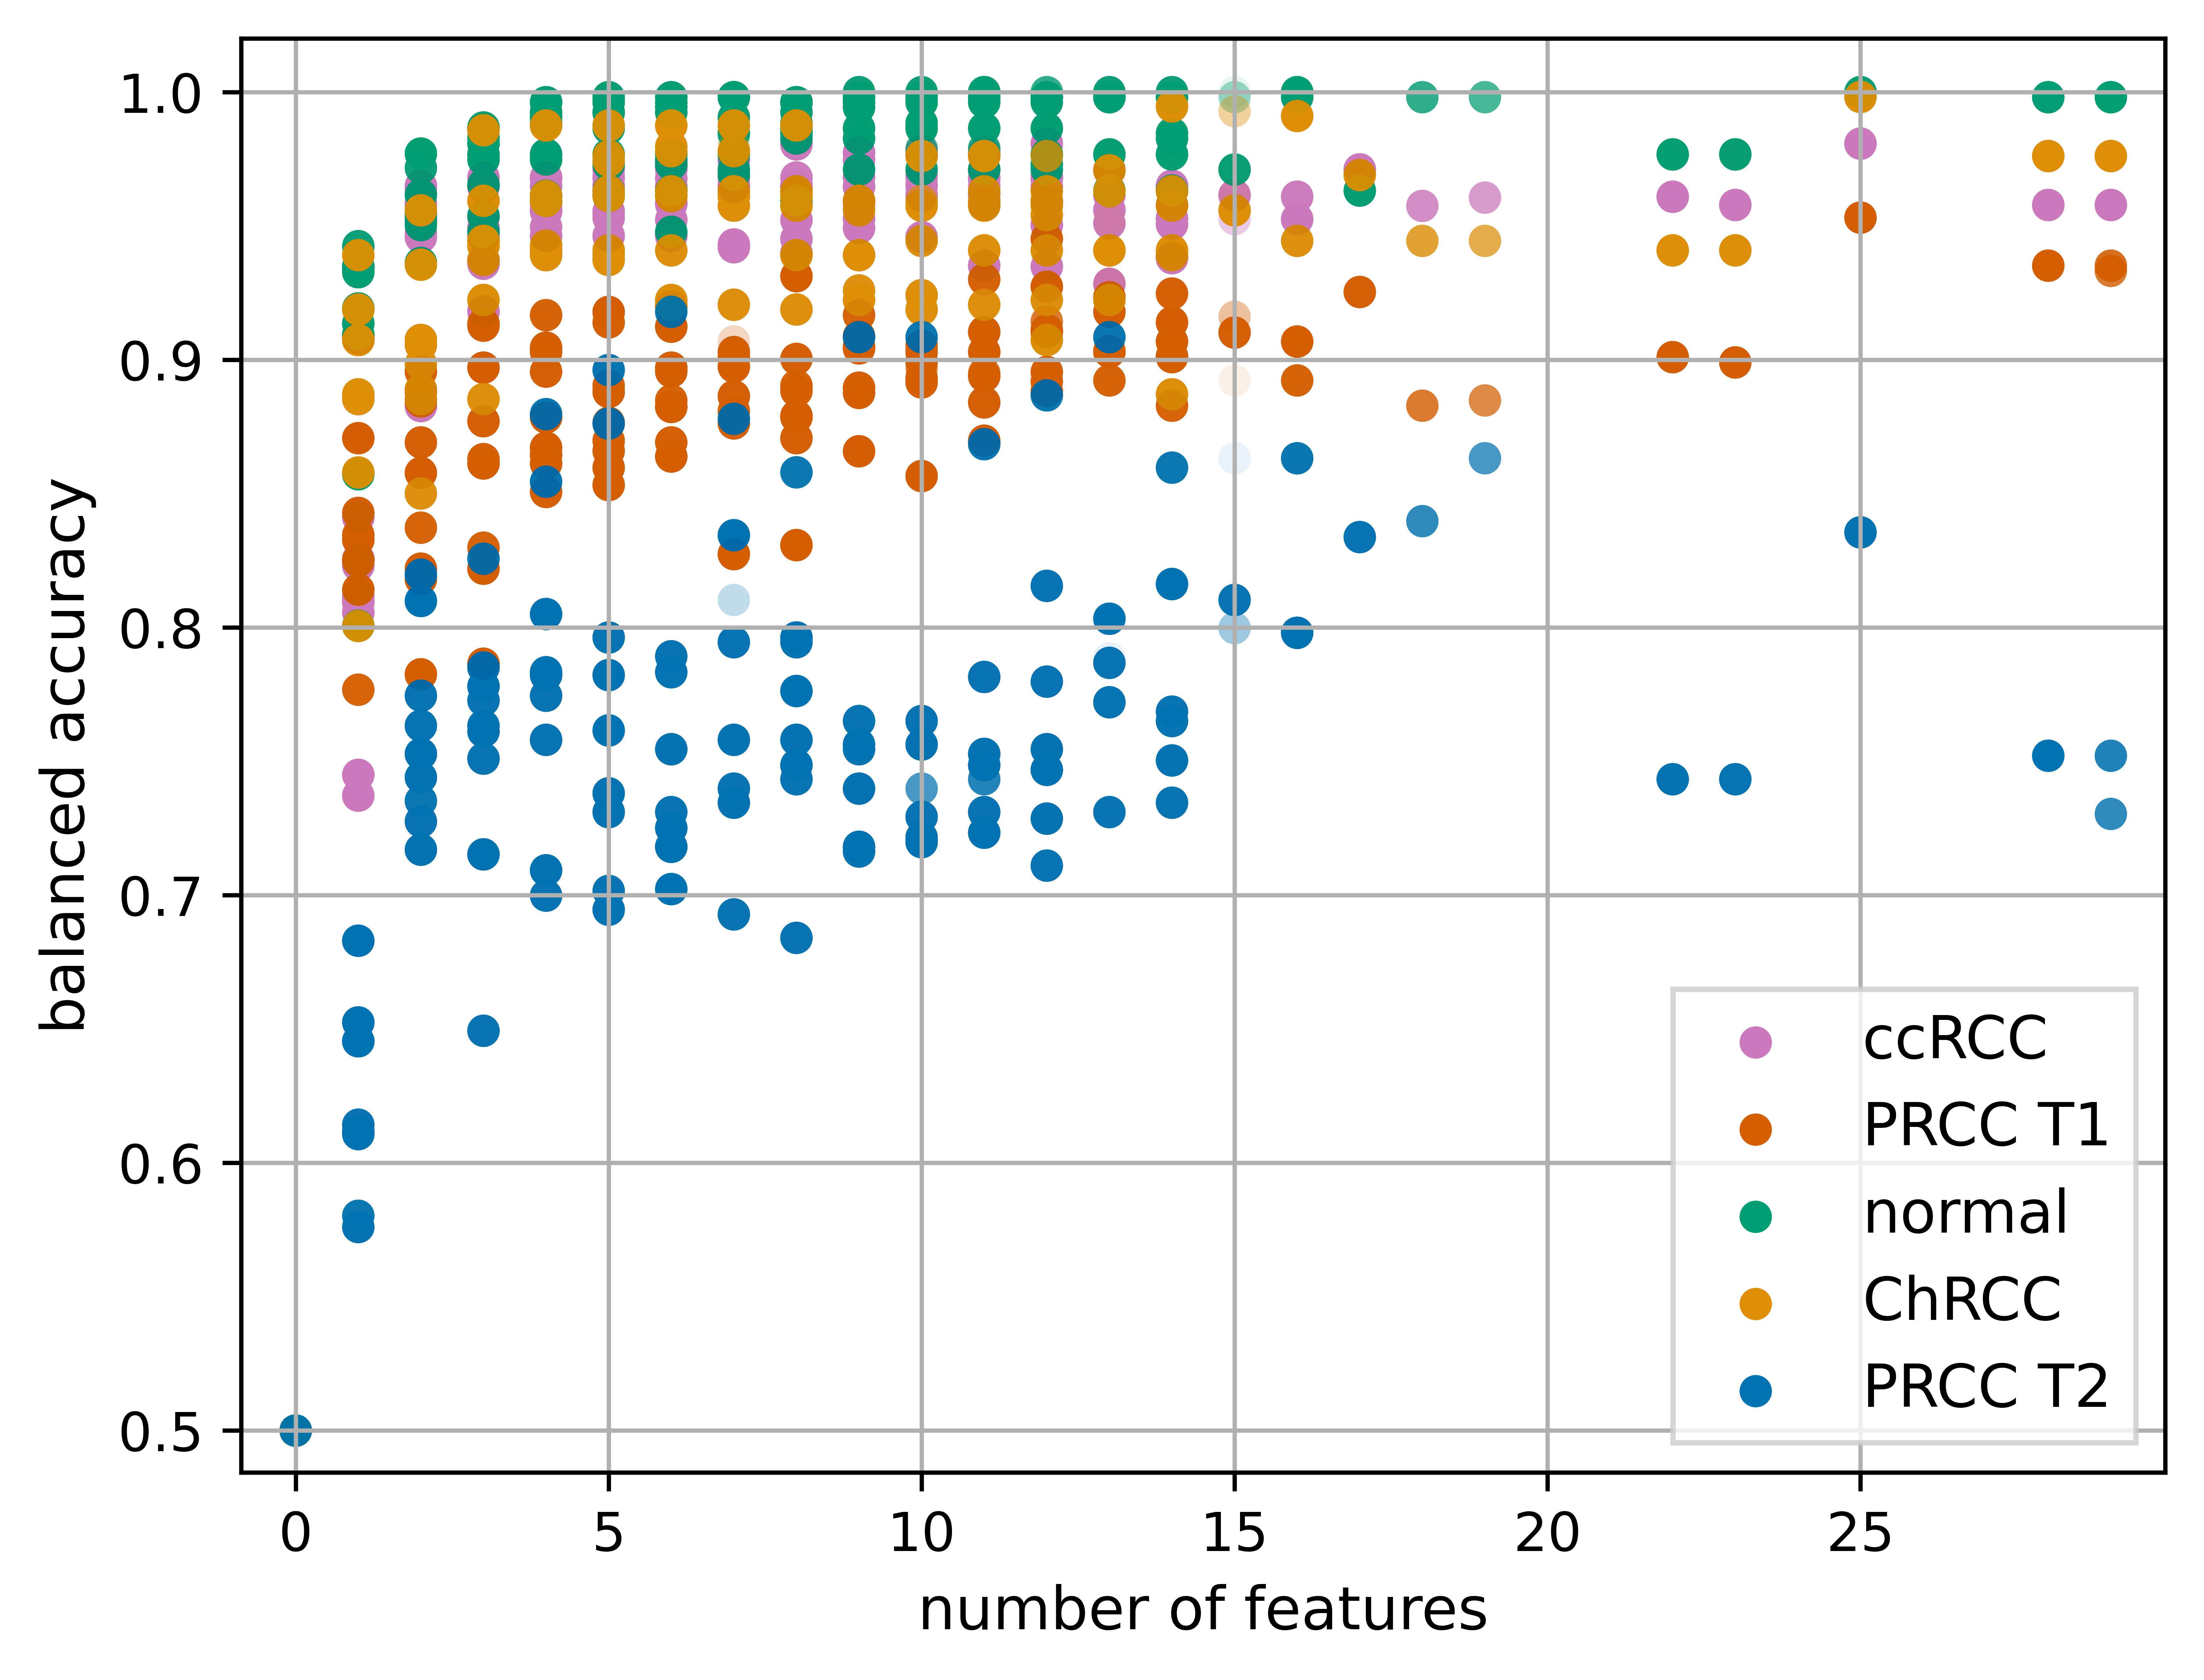 balanced accuracy
1.0
0.9
0.8
0.7
0.6
0.5
ccRCC
PRCC T1
normal
ChRCC
PRCC T2
0 5 10 15 20 25
number of features